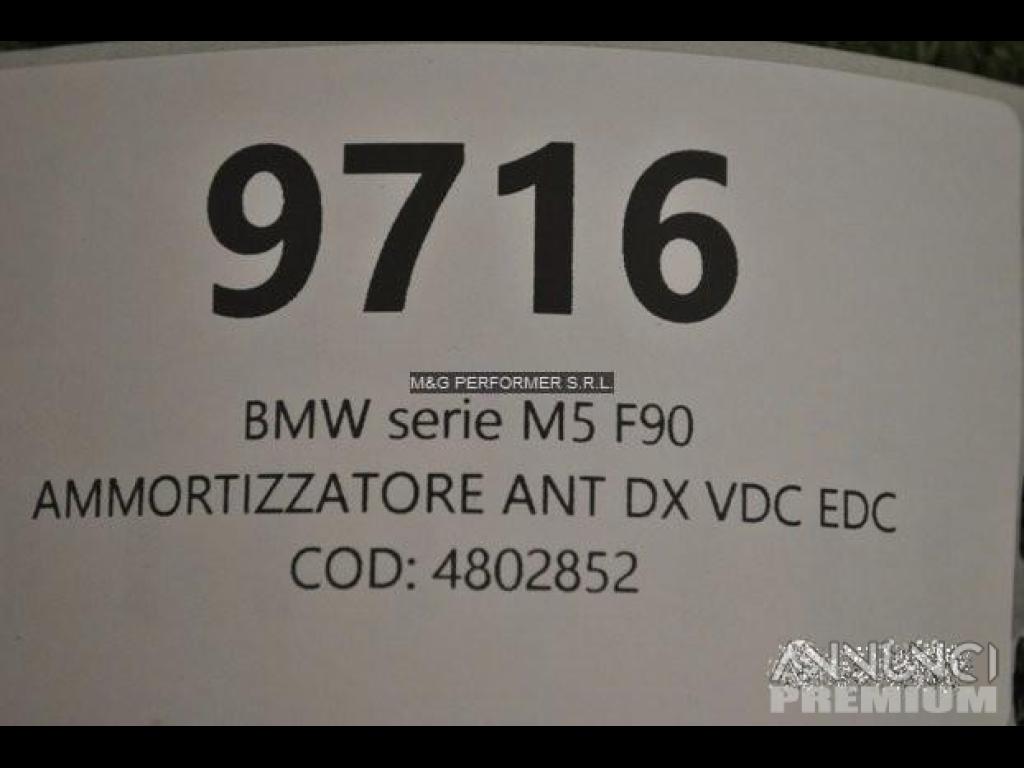 9716
M&G PERFORMER S.R.L.
BMW serie M5 F90
AMMORTIZZATORE ANT DX VDC EDC
COD: 4802852
ANNUNCI
PREMIUM